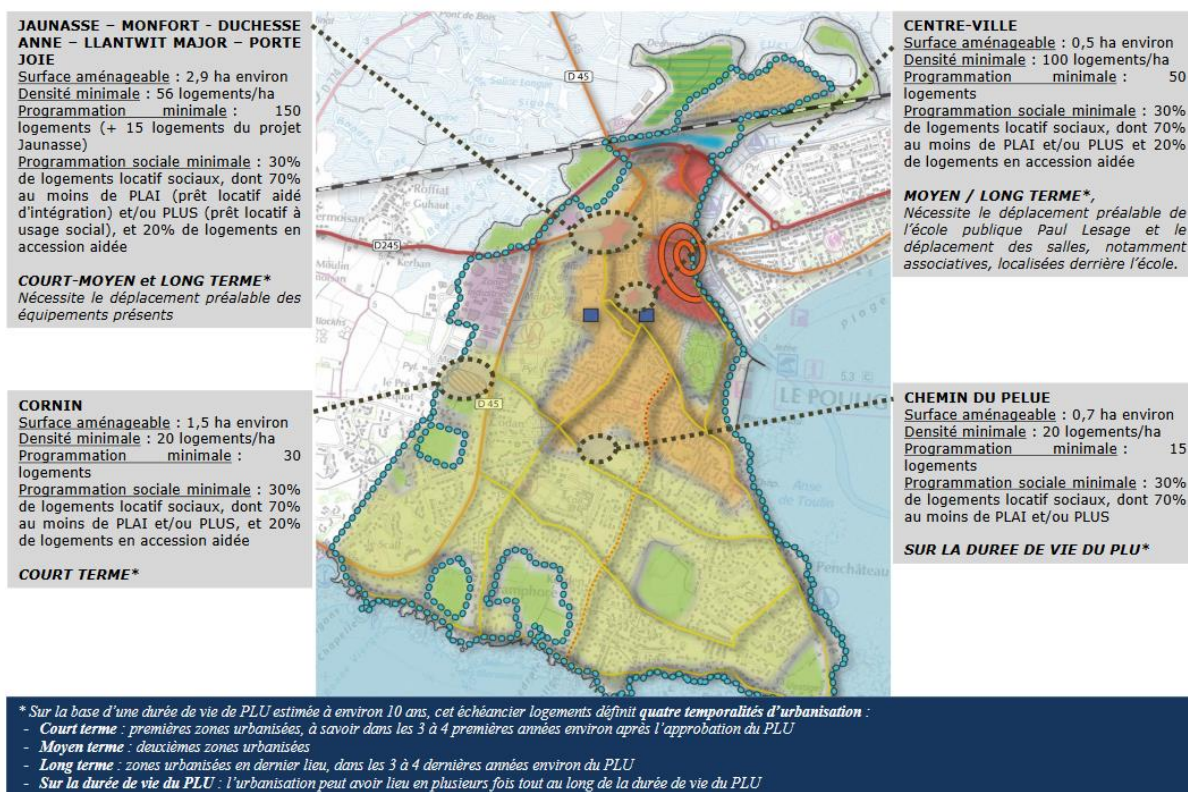 JAUNASSE – MONFORT - DUCHESSE
ANNE – LLANTWIT MAJOR – PORTE
JOIE
Surface aménageable : 2,9 ha environ
Densité minimale : 56 logements/ha
Programmation minimale : 150
logements (+ 15 logements du projet
Jaunasse)
Programmation sociale minimale : 30%
de logements locatif sociaux, dont 70%
au moins de PLAI (prêt locatif aidé
d'intégration) et/ou PLUS (prêt locatif à
usage social), et 20% de logements en
accession aidée
COURT-MOYEN et LONG TERME*
Nécessite le déplacement préalable des
équipements présents
CORNIN
Surface aménageable : 1,5 ha environ
Densité minimale : 20 logements/ha
Programmation minimale : 30
logements
Programmation sociale minimale : 30%
de logements locatif sociaux, dont 70%
au moins de PLAI et/ou PLUS, et 20%
de logements en accession aidée
COURT TERME*
D 45
D245
Kerban
D 45
LE POULIG
Anse
de Toulin
Penchâteau
CENTRE-VILLE
Surface aménageable : 0,5 ha environ
Densité minimale : 100 logements/ha
Programmation minimale : 50
logements
Programmation sociale minimale : 30%
de logements locatif sociaux, dont 70%
au moins de PLAI et/ou PLUS et 20%
de logements en accession aidée
MOYEN / LONG TERME*,
Nécessite le déplacement préalable de
l'école publique Paul Lesage et le
déplacement des salles, notamment
associatives, localisées derrière l'école.
CHEMIN DU PELUE
Surface aménageable : 0,7 ha environ
Densité minimale : 20 logements/ha
Programmation minimale : 15
logements
Programmation sociale minimale : 30%
de logements locatif sociaux, dont 70%
au moins de PLAI et/ou PLUS
SUR LA DUREE DE VIE DU PLU*
* Sur la base d'une durée de vie de PLU estimée à environ 10 ans, cet échéancier logements définit quatre temporalités d'urbanisation :
- Court terme : premières zones urbanisées, à savoir dans les 3 à 4 premières années environ après l'approbation du PLU
- Moyen terme : deuxièmes zones urbanisées
- Long terme : zones urbanisées en dernier lieu, dans les 3 à 4 dernières années environ du PLU
- Sur la durée de vie du PLU : l'urbanisation peut avoir lieu en plusieurs fois tout au long de la durée de vie du PLU